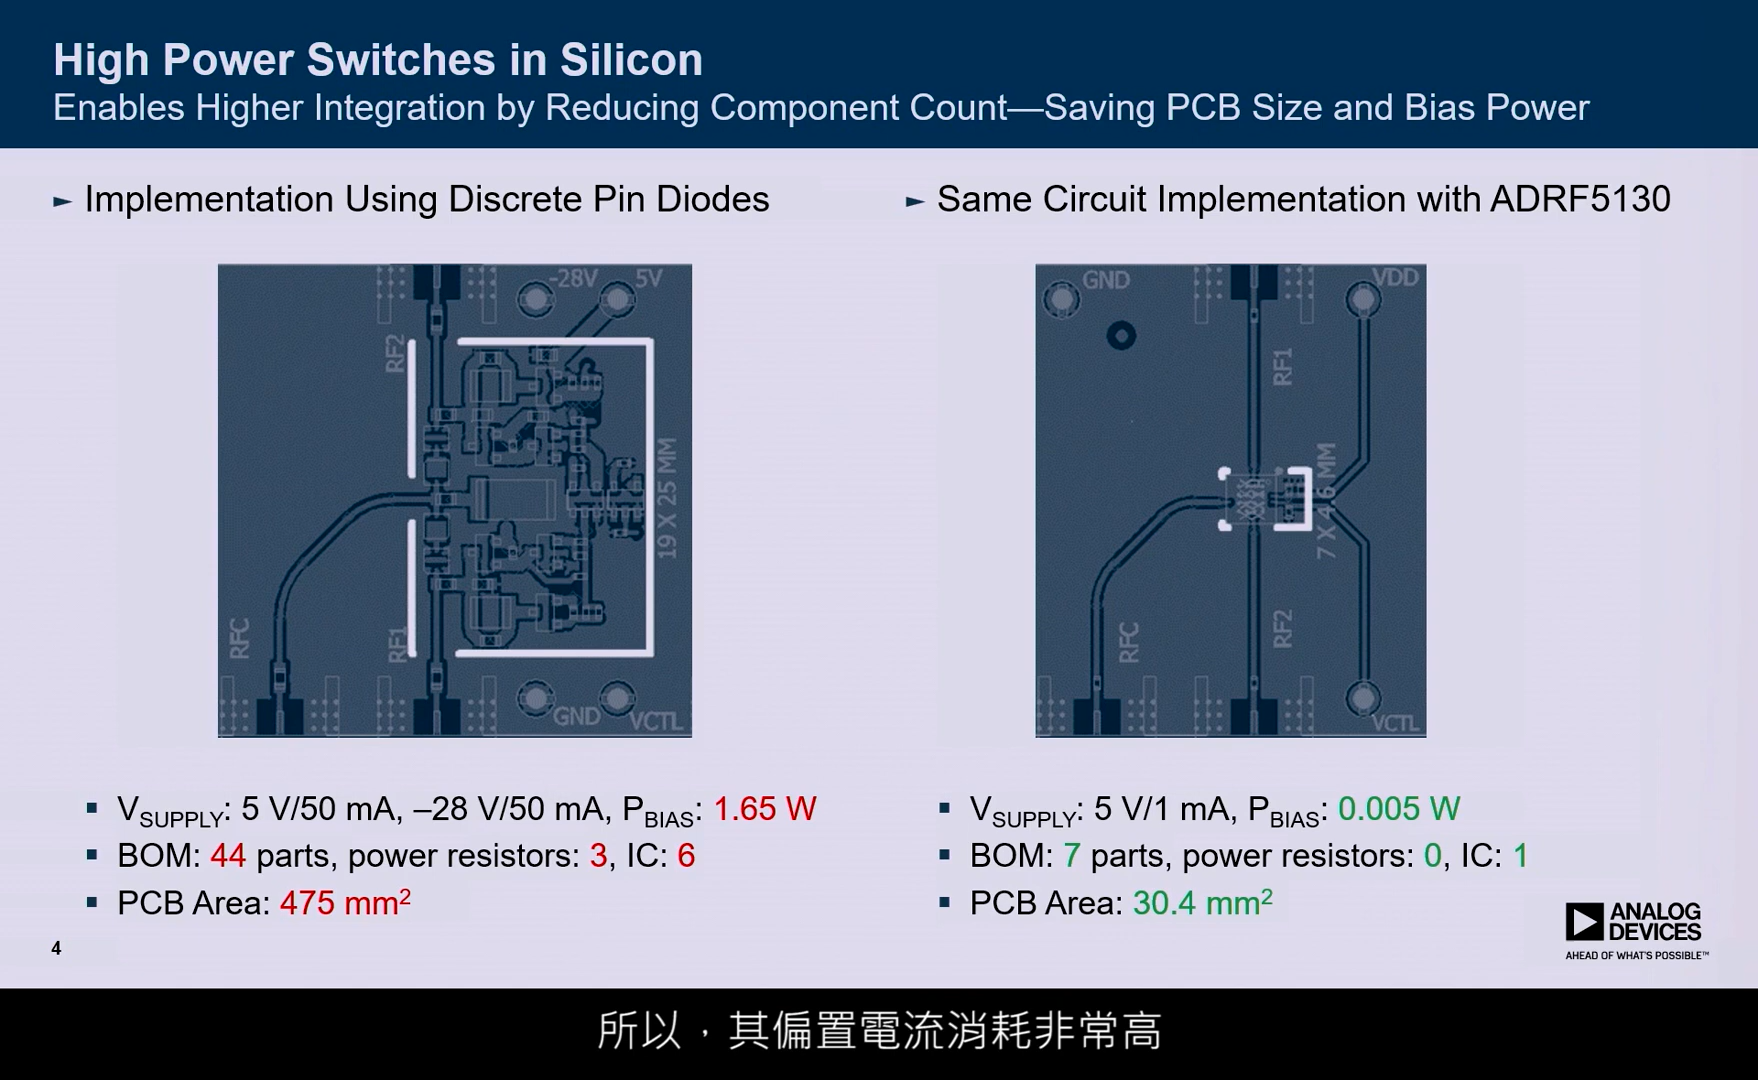 High Power Switches in Silicon
Enables Higher Integration by Reducing Component Count—Saving PCB Size and Bias Power
► Implementation Using Discrete Pin Diodes
-28V 5V
RF2
19 X 25 MM
RFC
RF1
GND VCTL
▪ VSUPPLY: 5 V/50 mA, –28 V/50 mA, PBIAS: 1.65 W
▪ BOM: 44 parts, power resistors: 3, IC: 6
▪ PCB Area: 475 mm²
► Same Circuit Implementation with ADRF5130
GND VDD
RF1
7 X 4.6 MM
RFC
RF2
VCTL
▪ VSUPPLY: 5 V/1 mA, PBIAS: 0.005 W
▪ BOM: 7 parts, power resistors: 0, IC: 1
▪ PCB Area: 30.4 mm²
4
ANALOG
DEVICES
AHEAD OF WHAT'S POSSIBLE™
所以，其偏置電流消耗非常高